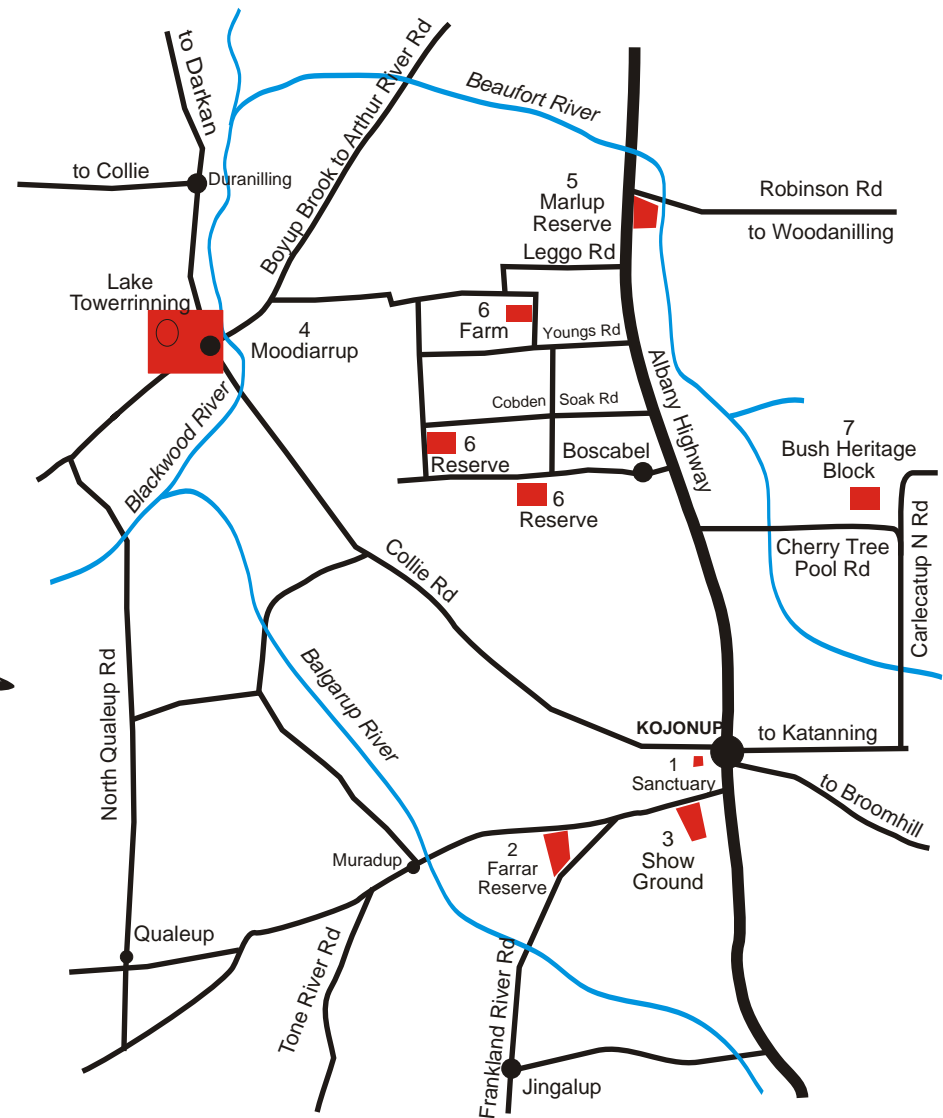 to Darkan
Boyup Brook to Arthur River Rd
Beaufort River
to Collie
Duranilling
5
Marlup
Reserve
Robinson Rd
to Woodanilling
Leggo Rd
Lake
Towerrinning
4
Moodiarrup
6
Farm
Youngs Rd
Albany Highway
Cobden
Soak Rd
Blackwood River
6
Reserve
Boscabel
6
Reserve
7
Bush Heritage
Block
Cherry Tree
Pool Rd
Carlecatup N Rd
Collie Rd
North Qualeup Rd
Balgarup River
KOJONUP
to Katanning
1
Sanctuary
to Broomhill
3
Show
Ground
2
Farrar
Reserve
Muradup
Qualeup
Tone River Rd
Frankland River Rd
Jingalup